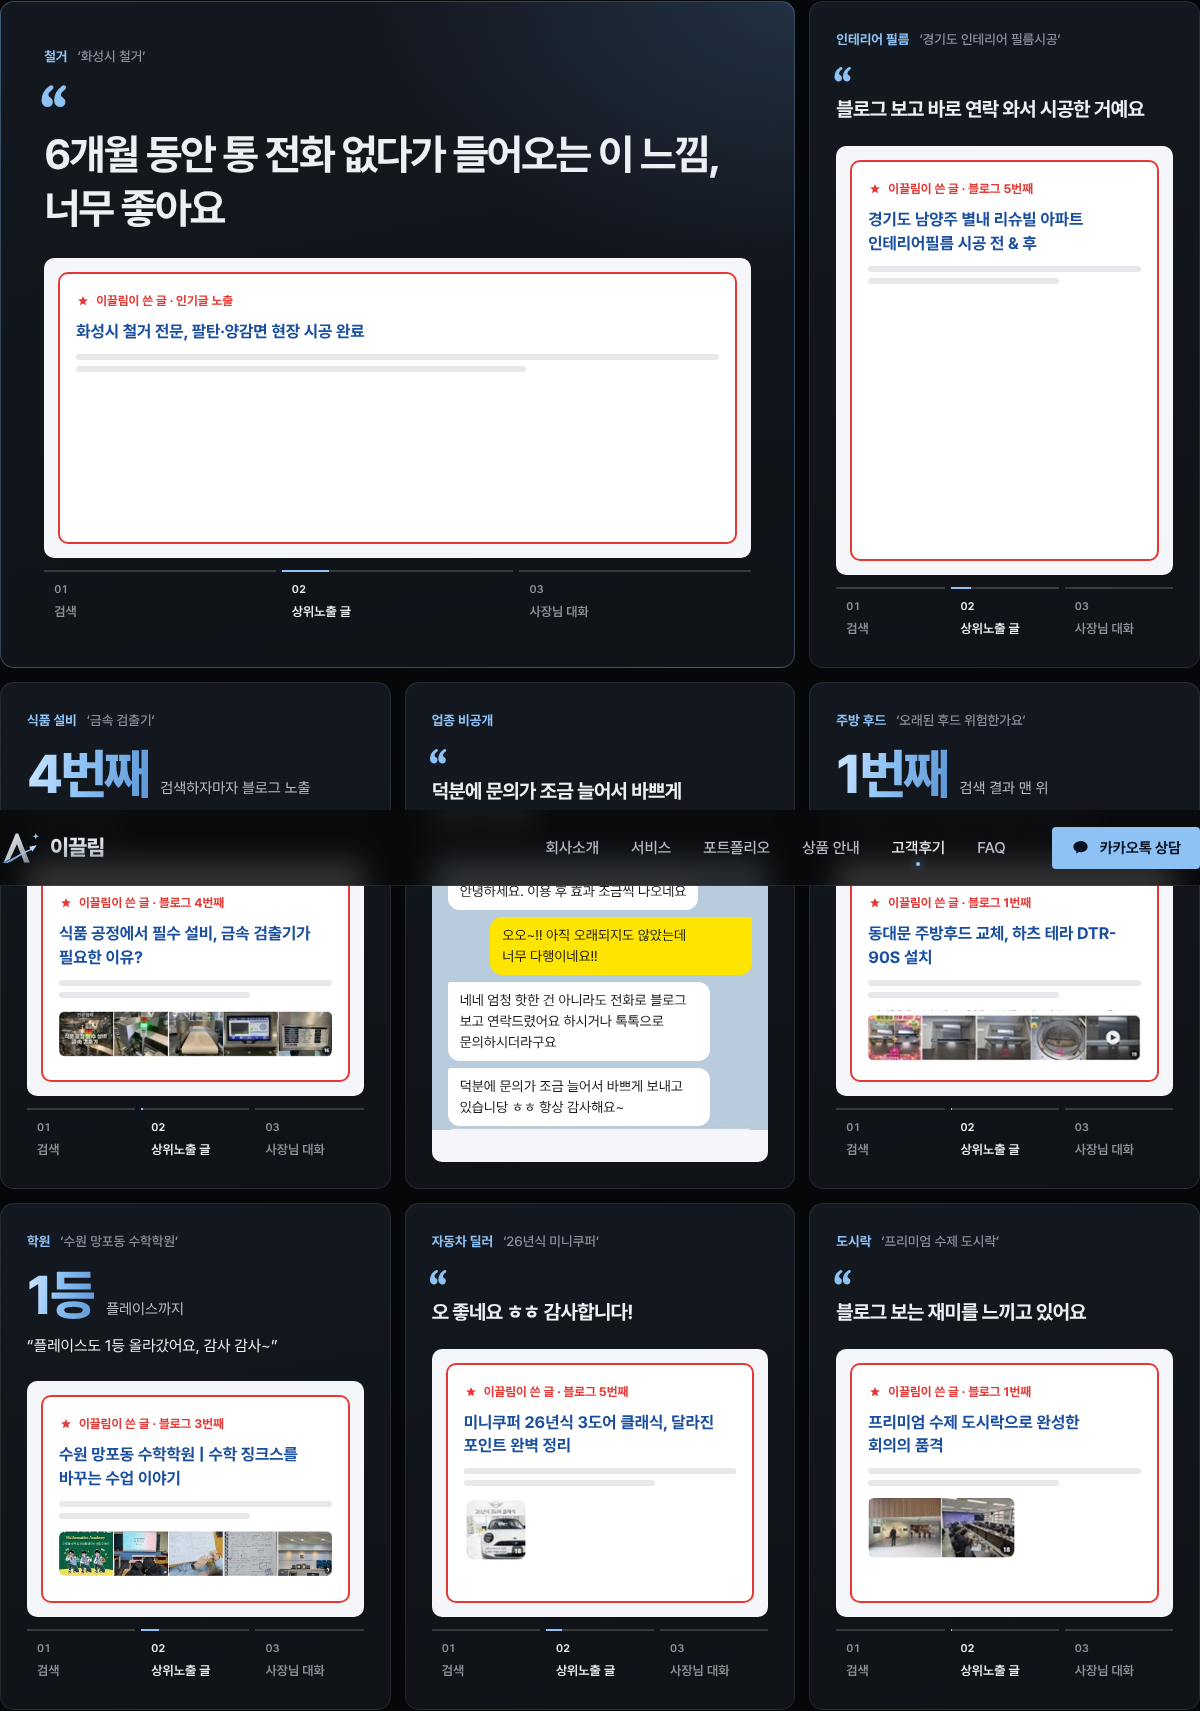 철거 ‘화성시 철거’
“
6개월 동안 통 전화 없다가 들어오는 이 느낌,
너무 좋아요
★ 이끌림이 쓴 글 · 인기글 노출
화성시 철거 전문, 팔탄·양감면 현장 시공 완료
01
검색
02
상위노출 글
03
사장님 대화
인테리어 필름 ‘경기도 인테리어 필름시공’
“
블로그 보고 바로 연락 와서 시공한 거예요
★ 이끌림이 쓴 글 · 블로그 5번째
경기도 남양주 별내 리슈빌 아파트
인테리어필름 시공 전 & 후
01
검색
02
상위노출 글
03
사장님 대화
식품 설비 ‘금속 검출기’
4번째 검색하자마자 블로그 노출
업종 비공개
“
덕분에 문의가 조금 늘어서 바쁘게
주방 후드 ‘오래된 후드 위험한가요’
1번째 검색 결과 맨 위
이끌림
회사소개
서비스
포트폴리오
상품 안내
고객후기
FAQ
카카오톡 상담
★ 이끌림이 쓴 글 · 블로그 4번째
식품 공정에서 필수 설비, 금속 검출기가
필요한 이유?
01
검색
02
상위노출 글
03
사장님 대화
안녕하세요. 이용 후 효과 조금씩 나오네요
오오~!! 아직 오래되지도 않았는데
너무 다행이네요!!
네네 엄청 핫한 건 아니라도 전화로 블로그
보고 연락드렸어요 하시거나 톡톡으로
문의하시더라구요
덕분에 문의가 조금 늘어서 바쁘게 보내고
있습니당 ㅎㅎ 항상 감사해요~
★ 이끌림이 쓴 글 · 블로그 1번째
동대문 주방후드 교체, 하츠 테라 DTR-
90S 설치
01
검색
02
상위노출 글
03
사장님 대화
학원 ‘수원 망포동 수학학원’
1등 플레이스까지
“플레이스도 1등 올라갔어요, 감사 감사~”
★ 이끌림이 쓴 글 · 블로그 3번째
수원 망포동 수학학원 | 수학 징크스를
바꾸는 수업 이야기
01
검색
02
상위노출 글
03
사장님 대화
자동차 딜러 ‘26년식 미니쿠퍼’
“
오 좋네요 ㅎㅎ 감사합니다!
★ 이끌림이 쓴 글 · 블로그 5번째
미니쿠퍼 26년식 3도어 클래식, 달라진
포인트 완벽 정리
01
검색
02
상위노출 글
03
사장님 대화
도시락 ‘프리미엄 수제 도시락’
“
블로그 보는 재미를 느끼고 있어요
★ 이끌림이 쓴 글 · 블로그 1번째
프리미엄 수제 도시락으로 완성한
회의의 품격
01
검색
02
상위노출 글
03
사장님 대화